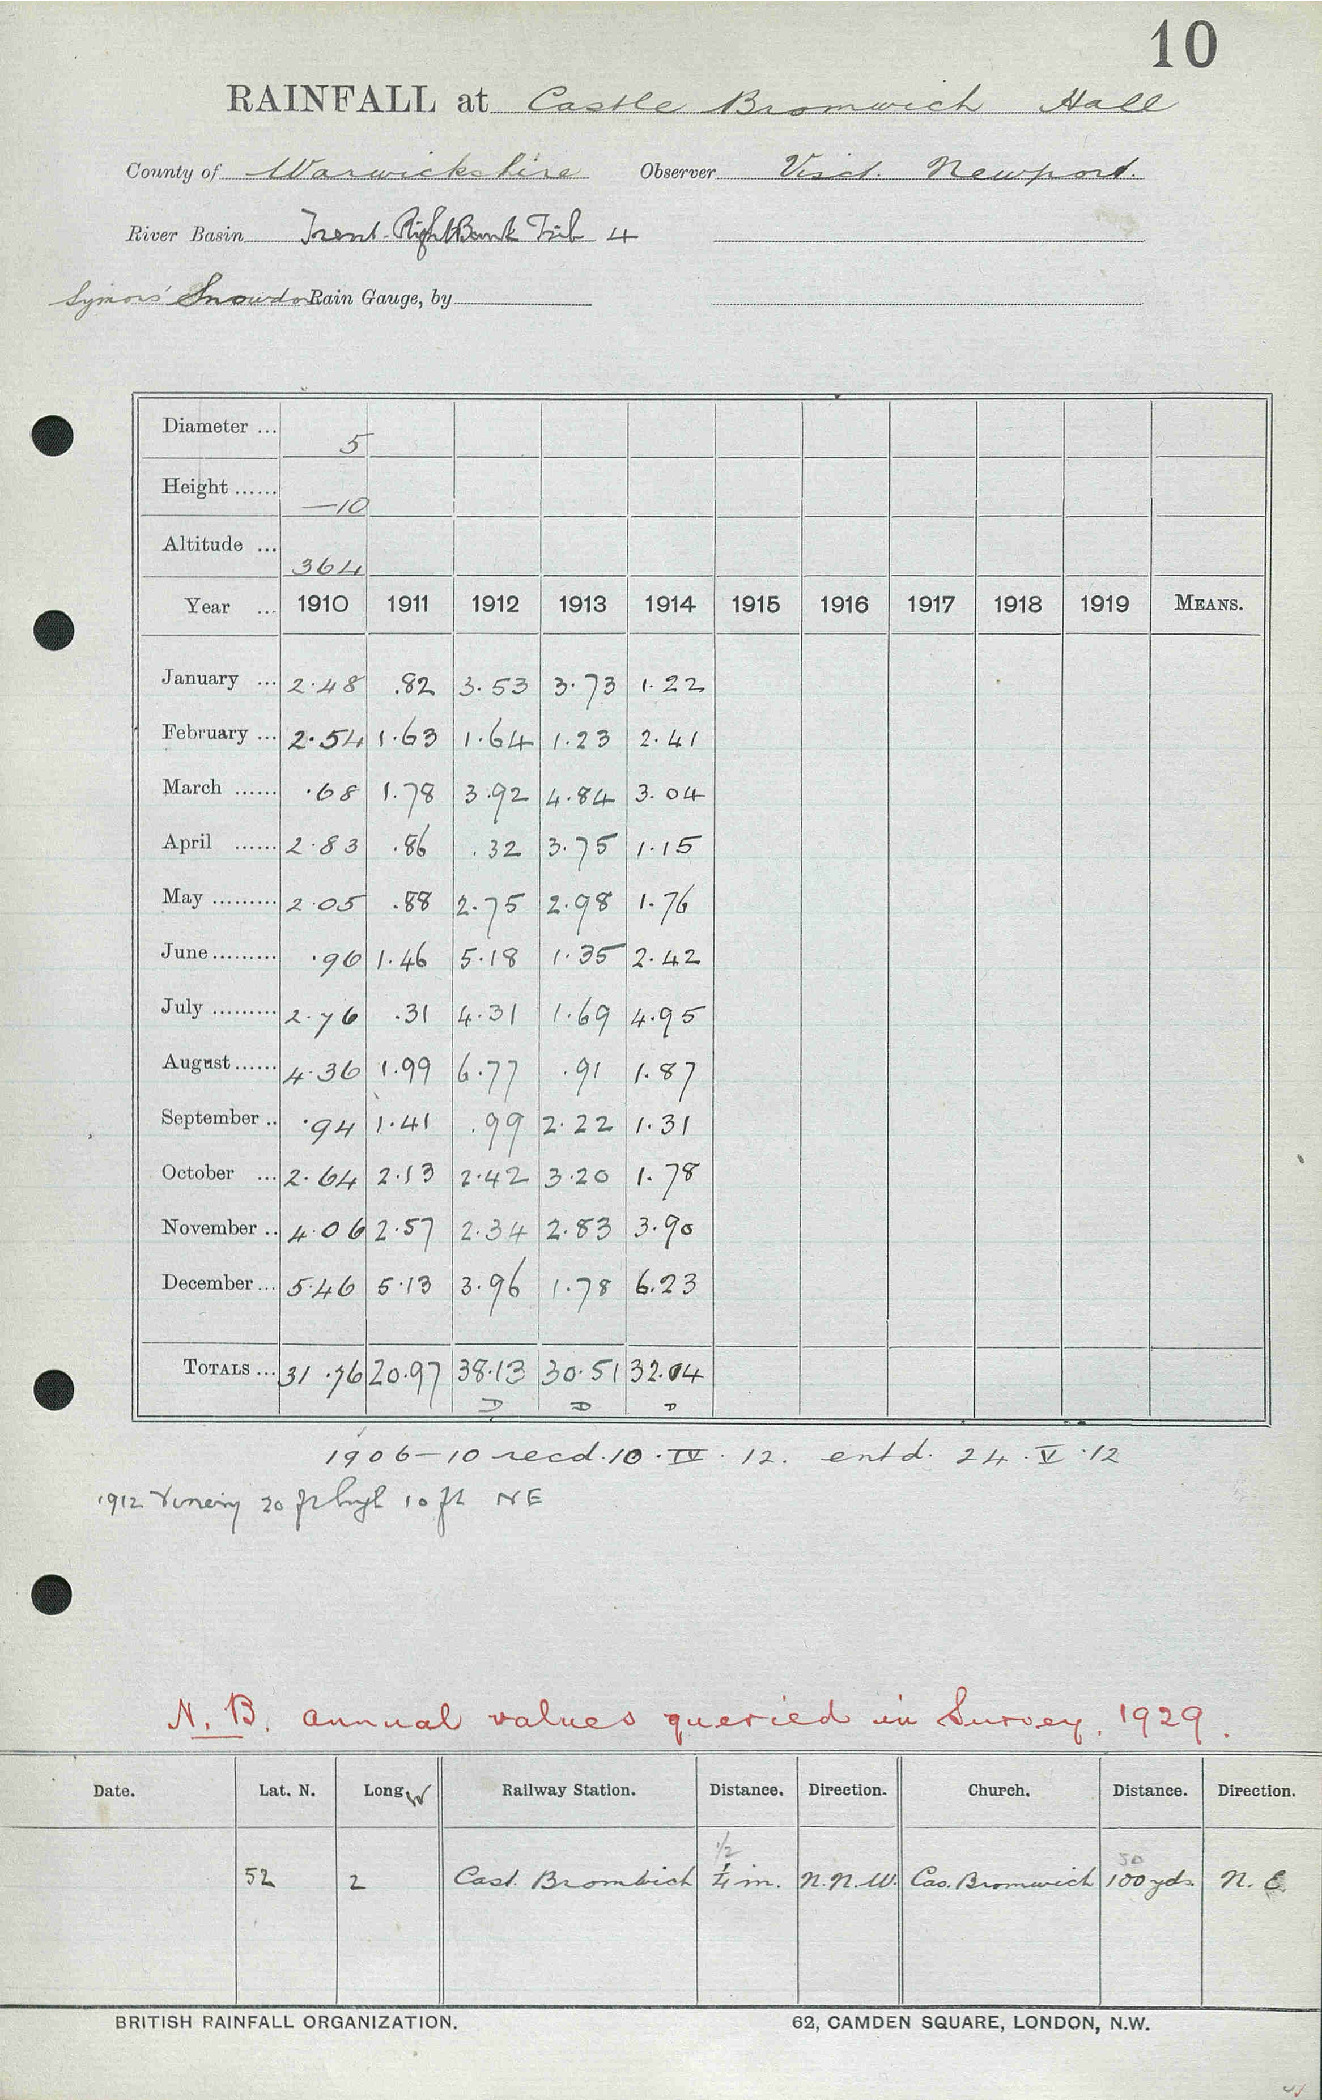 10
RAINFALL at Castle Bromwich Hall
County of Warwickshire Observer Visct. Newport.
River Basin Trent-Right Bank Trib 4
Symons' Snowdon Rain Gauge, by
Diameter ... 5
Height ...... —10
Altitude ... 364
Year ... 1910 1911 1912 1913 1914 1915 1916 1917 1918 1919 MEANS.
January ... 2.48 .82 3.53 3.73 1.22
February ... 2.54 1.63 1.64 1.23 2.41
March ...... .68 1.78 3.92 4.84 3.04
April ...... 2.83 .86 .32 3.75 1.15
May ......... 2.05 .88 2.75 2.98 1.76
June ......... .96 1.46 5.18 1.35 2.42
July ......... 2.76 .31 4.31 1.69 4.95
August ...... 4.36 1.99 6.77 .91 1.87
September .. .94 1.41 .99 2.22 1.31
October ... 2.64 2.13 2.42 3.20 1.78
November .. 4.06 2.57 2.34 2.83 3.90
December ... 5.46 5.13 3.96 1.78 6.23
TOTALS ... 31.76 20.97 38.13 30.51 32.04
D D D
1906-10 recd. 10.IV.12. entd. 24.V.12
1912 Vinery 20 ft high 10 ft NE
N.B. annual values queried in Survey, 1929.
Date. Lat. N. Long W Railway Station. Distance. Direction. Church. Distance. Direction.
1/2 50
52 2 Cast. Bromwich 1/4 m. N.N.W. Cas. Bromwich 100 yds N.E.
BRITISH RAINFALL ORGANIZATION. 62, CAMDEN SQUARE, LONDON, N.W.